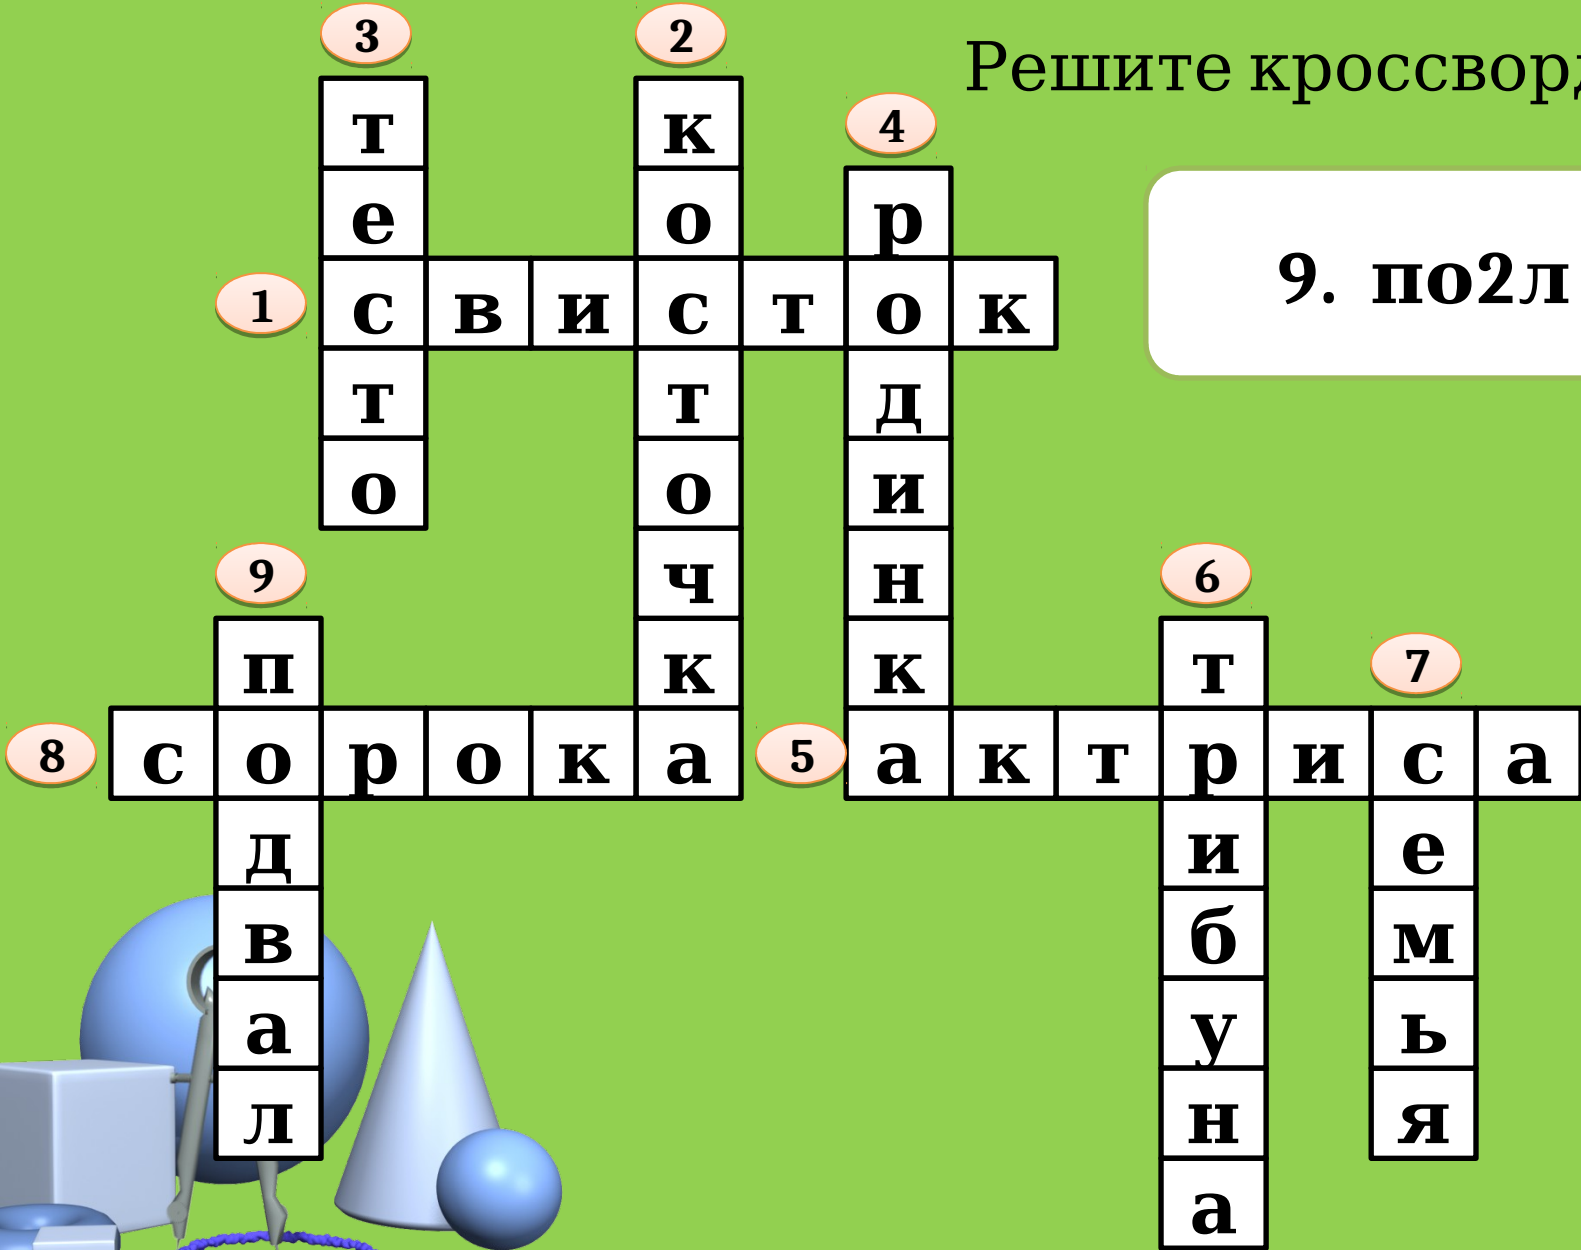 3 2
Решите кроссворд
4
9. по2л
1 свисток
тесто
косточка
родинка
9 6
7
8 сорока 5 актриса
подвал
трибуна
семья